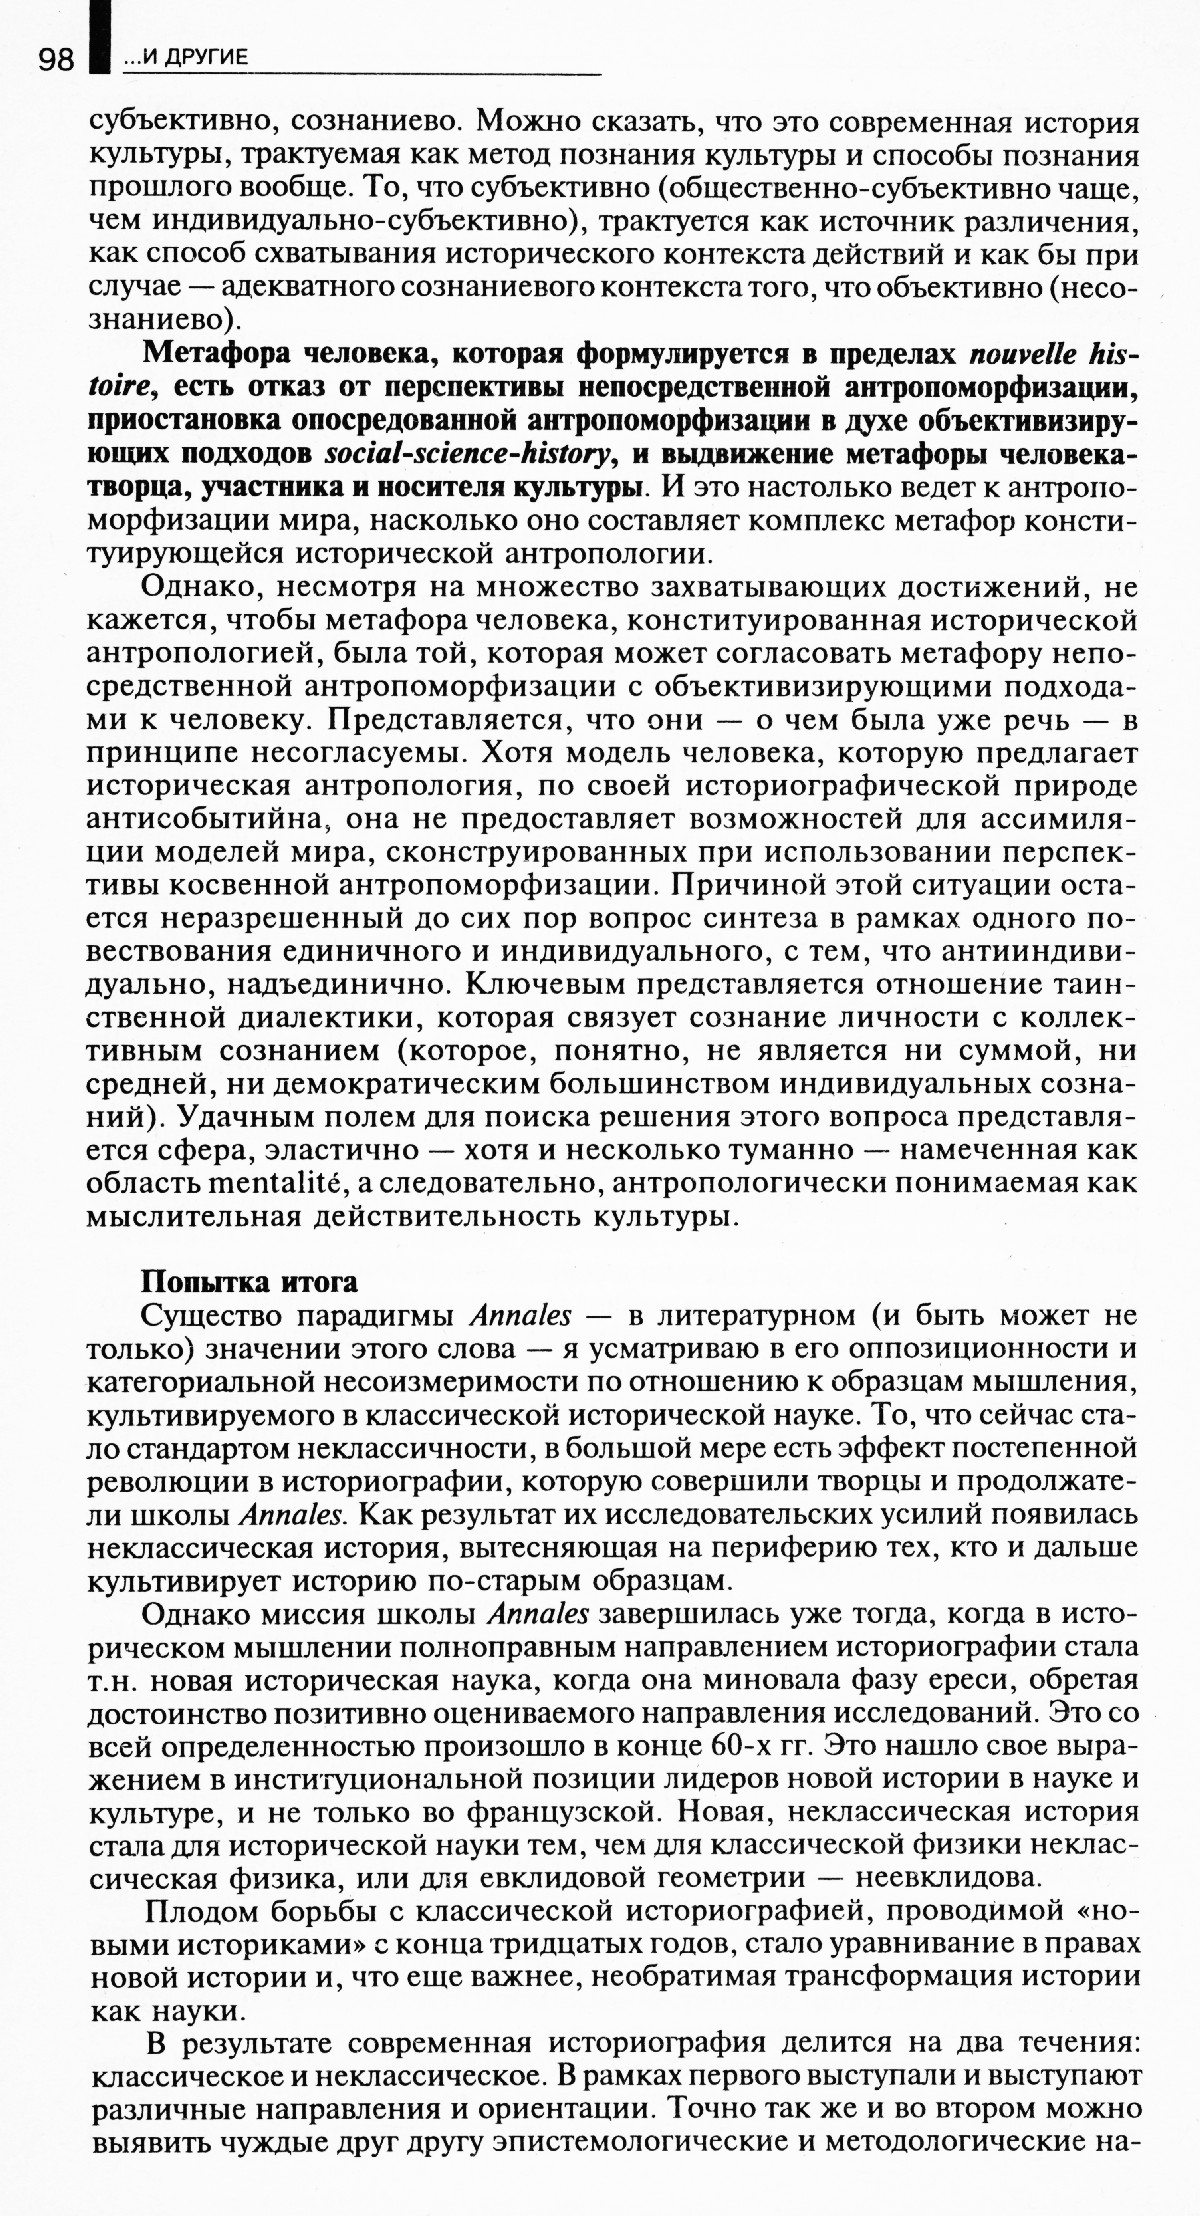 98 ...И ДРУГИЕ
субъективно, сознаниево. Можно сказать, что это современная история
культуры, трактуемая как метод познания культуры и способы познания
прошлого вообще. То, что субъективно (общественно-субъективно чаще,
чем индивидуально-субъективно), трактуется как источник различения,
как способ схватывания исторического контекста действий и как бы при
случае — адекватного сознаниевого контекста того, что объективно (несо-
знаниево).
Метафора человека, которая формулируется в пределах nouvelle his-
toire, есть отказ от перспективы непосредственной антропоморфизации,
приостановка опосредованной антропоморфизации в духе объективизиру-
ющих подходов social-science-history, и выдвижение метафоры человека-
творца, участника и носителя культуры. И это настолько ведет к антропо-
морфизации мира, насколько оно составляет комплекс метафор консти-
туирующейся исторической антропологии.
Однако, несмотря на множество захватывающих достижений, не
кажется, чтобы метафора человека, конституированная исторической
антропологией, была той, которая может согласовать метафору непо-
средственной антропоморфизации с объективизирующими подхода-
ми к человеку. Представляется, что они — о чем была уже речь — в
принципе несогласуемы. Хотя модель человека, которую предлагает
историческая антропология, по своей историографической природе
антисобытийна, она не предоставляет возможностей для ассимиля-
ции моделей мира, сконструированных при использовании перспек-
тивы косвенной антропоморфизации. Причиной этой ситуации оста-
ется неразрешенный до сих пор вопрос синтеза в рамках одного по-
вествования единичного и индивидуального, с тем, что антииндиви-
дуально, надъединично. Ключевым представляется отношение таин-
ственной диалектики, которая связует сознание личности с коллек-
тивным сознанием (которое, понятно, не является ни суммой, ни
средней, ни демократическим большинством индивидуальных созна-
ний). Удачным полем для поиска решения этого вопроса представля-
ется сфера, эластично — хотя и несколько туманно — намеченная как
область mentalité, а следовательно, антропологически понимаемая как
мыслительная действительность культуры.
Попытка итога
Существо парадигмы Annales — в литературном (и быть может не
только) значении этого слова — я усматриваю в его оппозиционности и
категориальной несоизмеримости по отношению к образцам мышления,
культивируемого в классической исторической науке. То, что сейчас ста-
ло стандартом неклассичности, в большой мере есть эффект постепенной
революции в историографии, которую совершили творцы и продолжате-
ли школы Annales. Как результат их исследовательских усилий появилась
неклассическая история, вытесняющая на периферию тех, кто и дальше
культивирует историю по-старым образцам.
Однако миссия школы Annales завершилась уже тогда, когда в исто-
рическом мышлении полноправным направлением историографии стала
т.н. новая историческая наука, когда она миновала фазу ереси, обретая
достоинство позитивно оцениваемого направления исследований. Это со
всей определенностью произошло в конце 60-х гг. Это нашло свое выра-
жением в институциональной позиции лидеров новой истории в науке и
культуре, и не только во французской. Новая, неклассическая история
стала для исторической науки тем, чем для классической физики неклас-
сическая физика, или для евклидовой геометрии — неевклидова.
Плодом борьбы с классической историографией, проводимой «но-
выми историками» с конца тридцатых годов, стало уравнивание в правах
новой истории и, что еще важнее, необратимая трансформация истории
как науки.
В результате современная историография делится на два течения:
классическое и неклассическое. В рамках первого выступали и выступают
различные направления и ориентации. Точно так же и во втором можно
выявить чуждые друг другу эпистемологические и методологические на-